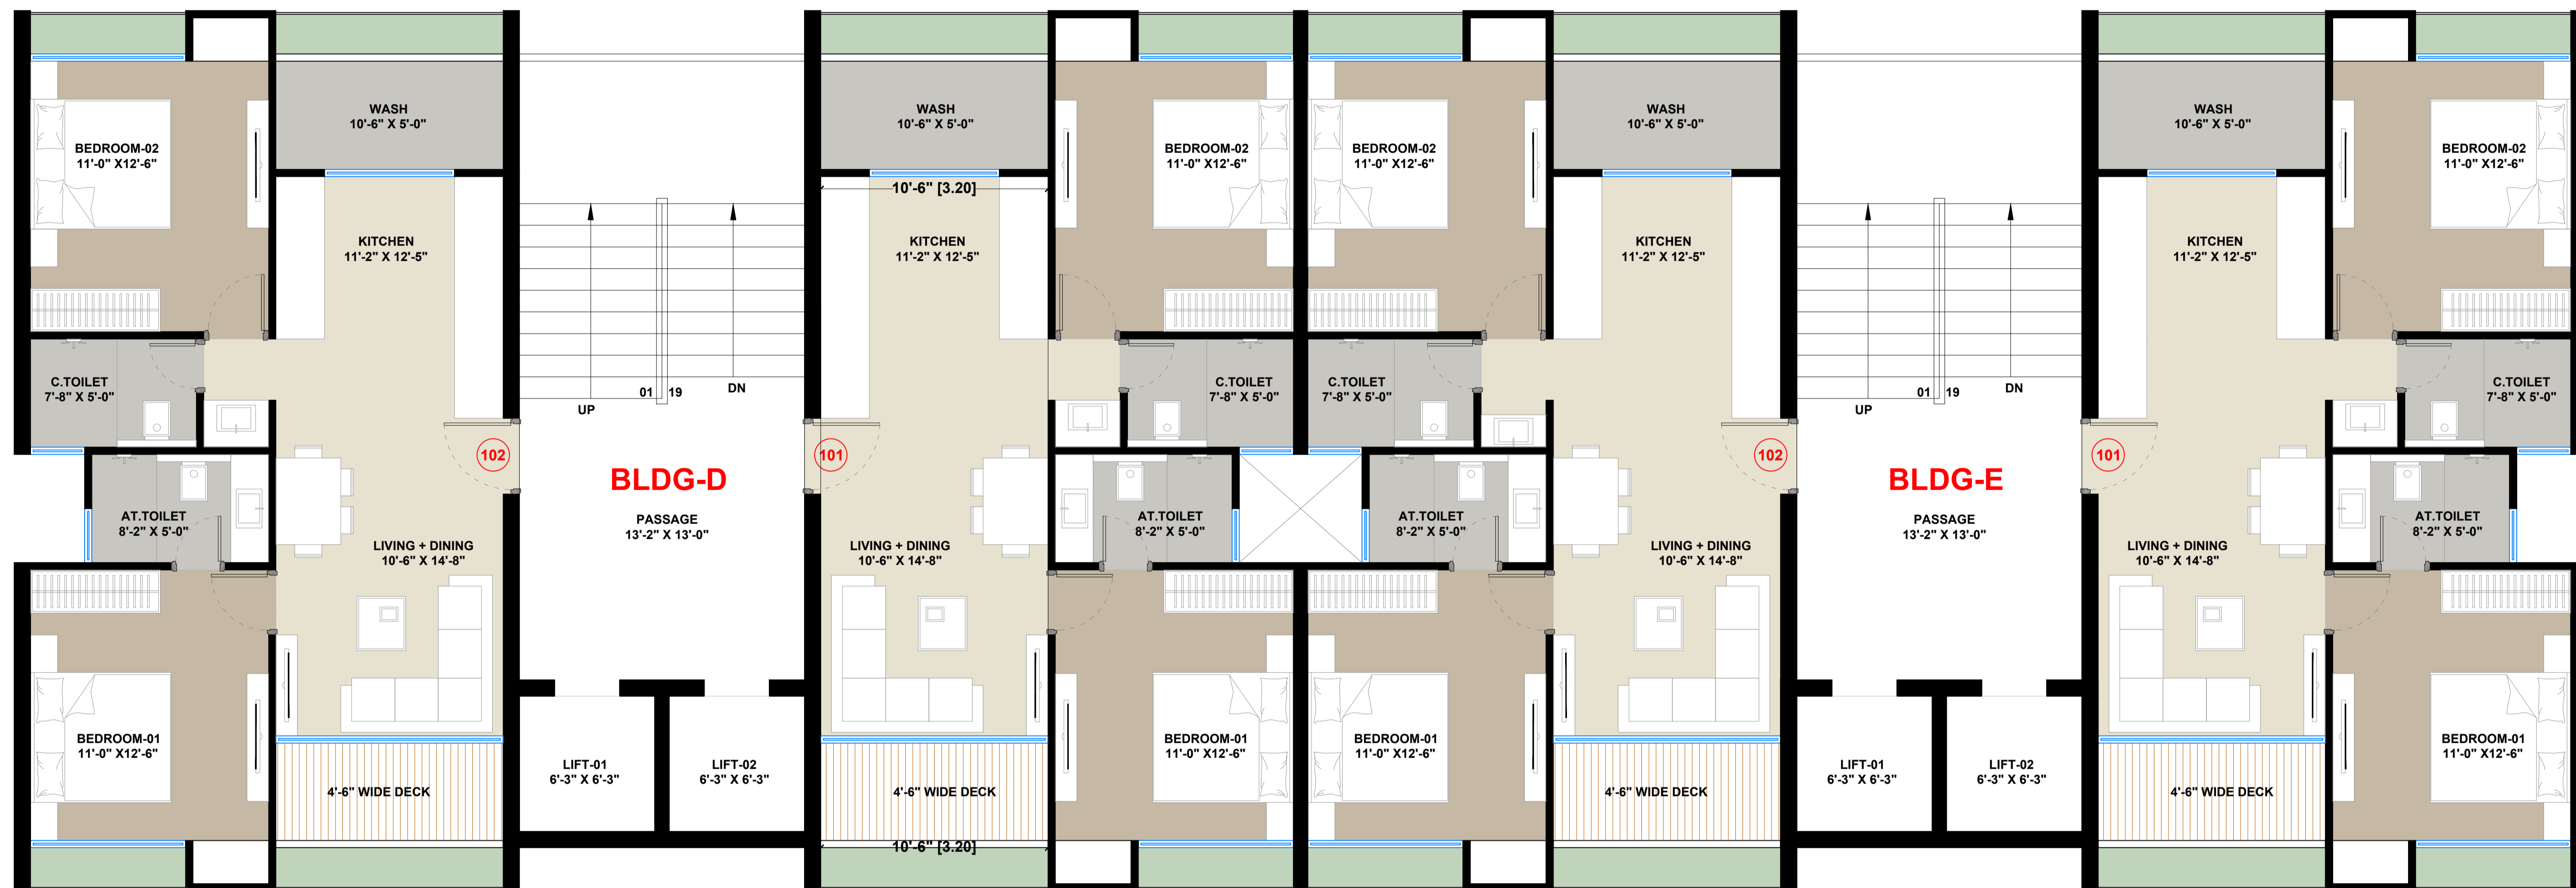 WASH
10'-6" X 5'-0"
WASH
10'-6" X 5'-0"
WASH
10'-6" X 5'-0"
WASH
10'-6" X 5'-0"
BEDROOM-02
11'-0" X12'-6"
BEDROOM-02
11'-0" X12'-6"
BEDROOM-02
11'-0" X12'-6"
BEDROOM-02
11'-0" X12'-6"
10'-6" [3.20]
KITCHEN
11'-2" X 12'-5"
KITCHEN
11'-2" X 12'-5"
KITCHEN
11'-2" X 12'-5"
KITCHEN
11'-2" X 12'-5"
C.TOILET
7'-8" X 5'-0"
UP
01
19
DN
C.TOILET
7'-8" X 5'-0"
C.TOILET
7'-8" X 5'-0"
UP
01
19
DN
C.TOILET
7'-8" X 5'-0"
102
101
102
101
BLDG-D
BLDG-E
AT.TOILET
8'-2" X 5'-0"
PASSAGE
13'-2" X 13'-0"
AT.TOILET
8'-2" X 5'-0"
AT.TOILET
8'-2" X 5'-0"
PASSAGE
13'-2" X 13'-0"
AT.TOILET
8'-2" X 5'-0"
LIVING + DINING
10'-6" X 14'-8"
LIVING + DINING
10'-6" X 14'-8"
LIVING + DINING
10'-6" X 14'-8"
LIVING + DINING
10'-6" X 14'-8"
BEDROOM-01
11'-0" X12'-6"
BEDROOM-01
11'-0" X12'-6"
BEDROOM-01
11'-0" X12'-6"
BEDROOM-01
11'-0" X12'-6"
LIFT-01
6'-3" X 6'-3"
LIFT-02
6'-3" X 6'-3"
LIFT-01
6'-3" X 6'-3"
LIFT-02
6'-3" X 6'-3"
4'-6" WIDE DECK
4'-6" WIDE DECK
4'-6" WIDE DECK
4'-6" WIDE DECK
10'-6" [3.20]